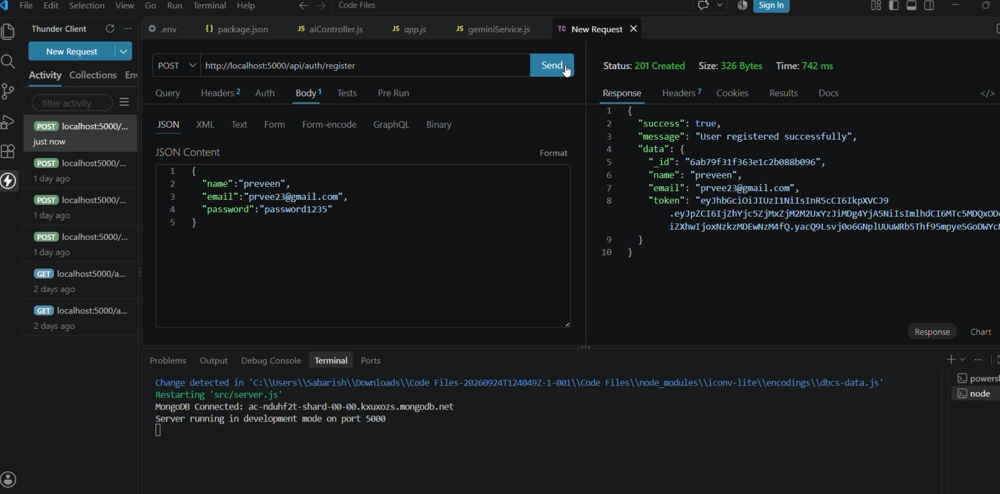 File Edit Selection View Go Run Terminal Help
Code Files
Sign In
Thunder Client
New Request
Activity Collections
filter activity
POST localhost:5000/...
just now
POST localhost5000/...
1 day ago
POST localhost5000/...
1 day ago
POST localhost:5000/...
1 day ago
GET localhost5000/a...
2 days ago
GET localhost:5000/a...
2 days ago
.env {} package.json JS aiController.js JS app.js JS geminiService.js TC New Request
POST http://localhost:5000/api/auth/register Send
Query Headers 2 Auth Body 1 Tests Pre Run
JSON XML Text Form Form-encode GraphQL Binary
JSON Content Format
1 {
2 "name":"preveen",
3 "email":"prvee23@gmail.com",
4 "password":"password1235"
5 }
Status: 201 Created Size: 326 Bytes Time: 742 ms
Response Headers 7 Cookies Results Docs </>
1 {
2 "success": true,
3 "message": "User registered successfully",
4 "data": {
5 "_id": "6ab79f31f363e1c2b088b096",
6 "name": "preveen",
7 "email": "prvee23@gmail.com",
8 "token": "eyJhbGciOiJIUzI1NiIsInR5cCI6IkpXVCJ9
9 }
10 }
Response Chart
Problems Output Debug Console Terminal Ports
Change detected in 'C:\\Users\\Sabarish\\Downloads\\Code Files-20260924T124049Z-1-001\\Code Files\\node_modules\\iconv-lite\\encodings\\dbcs-data.js'
Restarting 'src/server.js'
MongoDB Connected: ac-nduhf2t-shard-00-00.kxuxozs.mongodb.net
Server running in development mode on port 5000
node